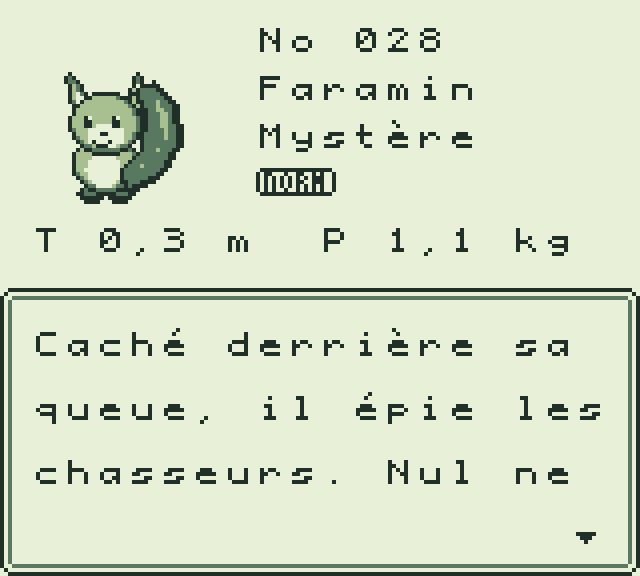 No 028
Faramin
Mystère
NORM
T 0,3 m P 1,1 kg
Caché derrière sa
queue, il épie les
chasseurs. Nul ne